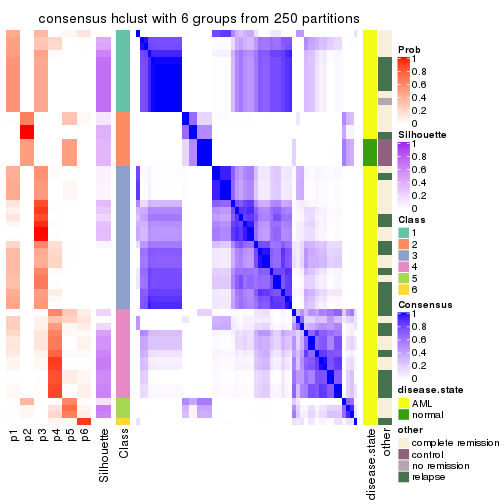 consensus hclust with 6 groups from 250 partitions
Prob
1
0.8
0.6
0.4
0.2
0
Silhouette
1
0.8
0.6
0.4
0.2
0
Class
1
2
3
4
5
6
Consensus
1
0.8
0.6
0.4
0.2
0
disease.state
AML
normal
other
complete remission
control
no remission
relapse
p1
p2
p3
p4
p5
p6
Silhouette
Class
disease.state
other